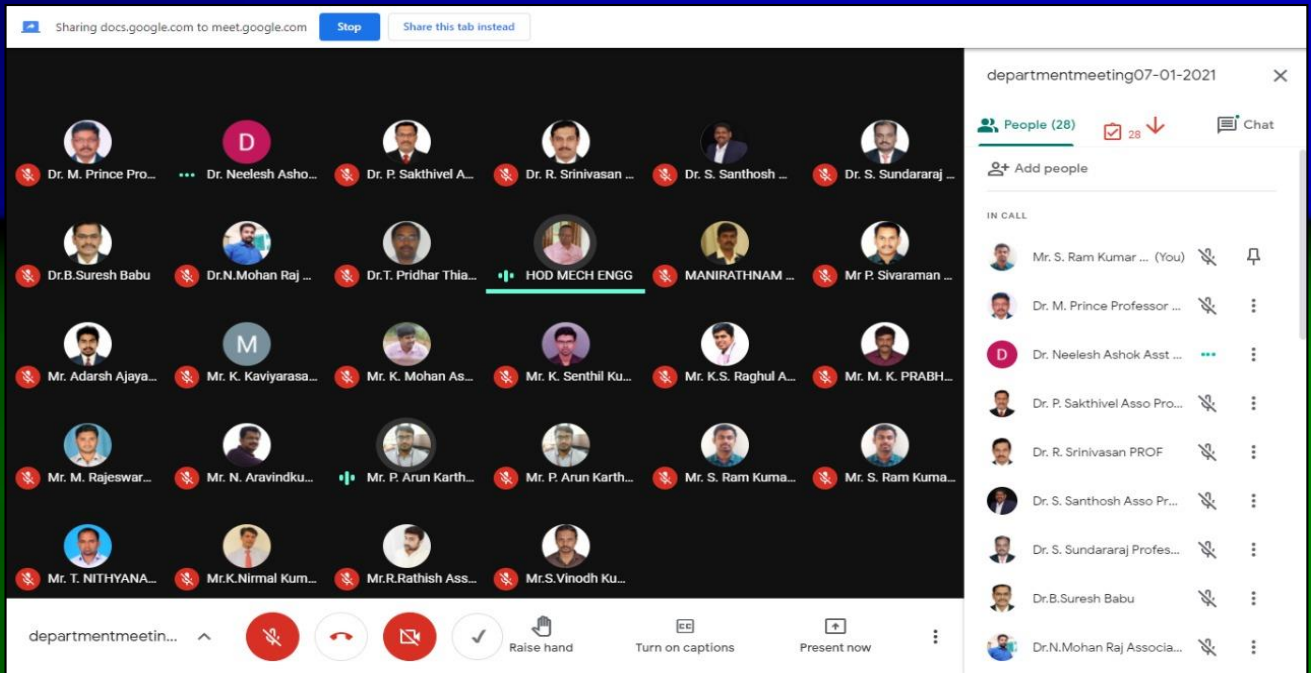 Sharing docs.google.com to meet.google.com Stop Share this tab instead
departmentmeeting07-01-2021
People (28) 28 Chat
Add people
IN CALL
Mr. S. Ram Kumar ... (You)
Dr. M. Prince Professor ...
D Dr. Neelesh Ashok Asst ...
Dr. P. Sakthivel Asso Pro...
Dr. R. Srinivasan PROF
Dr. S. Santhosh Asso Pr...
Dr. S. Sundararaj Profes...
Dr.B.Suresh Babu
Dr.N.Mohan Raj Associa...
D
Dr. M. Prince Pro... Dr. Neelesh Asho... Dr. P. Sakthivel A... Dr. R. Srinivasan ... Dr. S. Santhosh ... Dr. S. Sundararaj ...
Dr.B.Suresh Babu Dr.N.Mohan Raj ... Dr.T. Pridhar Thia... HOD MECH ENGG MANIRATHNAM ... Mr P. Sivaraman ...
M
Mr. Adarsh Ajaya... Mr. K. Kaviyarasa... Mr. K. Mohan As... Mr. K. Senthil Ku... Mr. K.S. Raghul A... Mr. M. K. PRABH...
Mr. M. Rajeswar... Mr. N. Aravindku... Mr. P. Arun Karth... Mr. P. Arun Karth... Mr. S. Ram Kuma... Mr. S. Ram Kuma...
Mr. T. NITHYANA... Mr.K.Nirmal Kum... Mr.R.Rathish Ass... Mr.S.Vinodh Ku...
departmentmeetin... Raise hand CC Turn on captions Present now